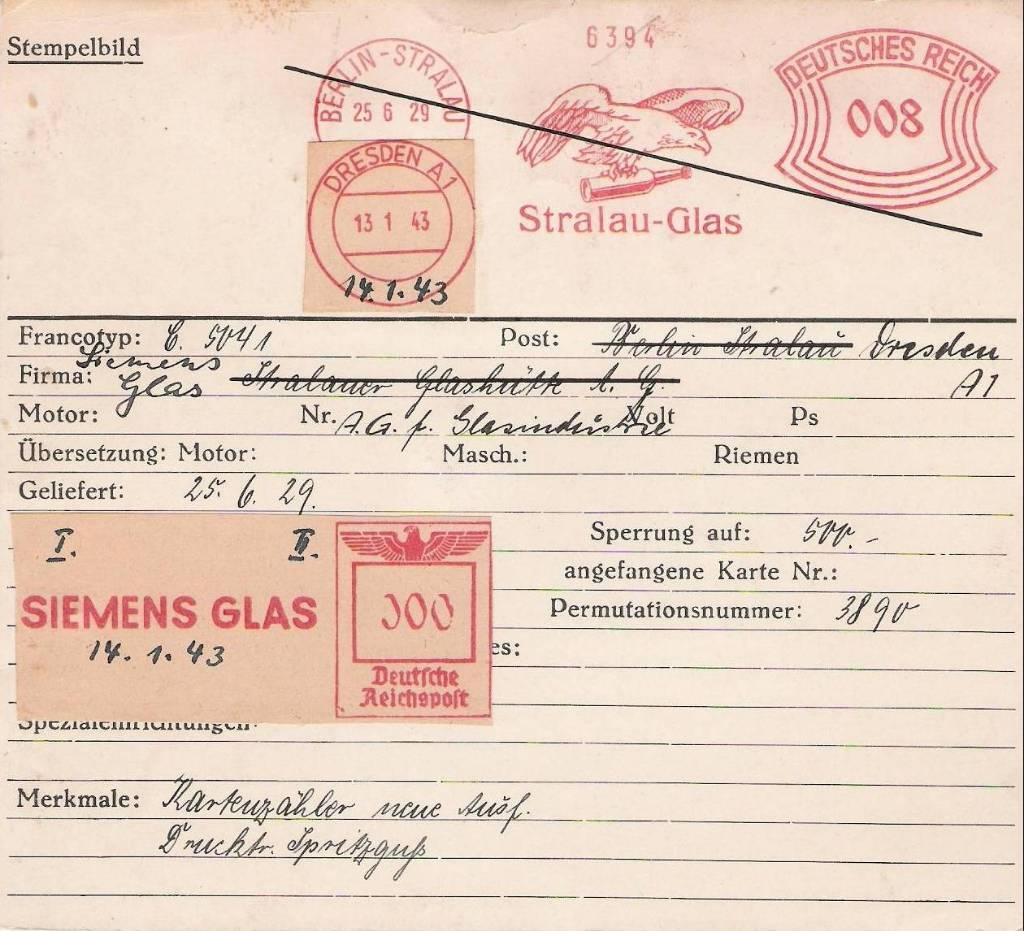 Stempelbild
6394
BERLIN-STRALAU
25 6 29
DEUTSCHES REICH
008
Stralau-Glas
DRESDEN A1
13 1 43
14.1.43
Francotyp: C. 5041 Post: Berlin Stralau Dresden
Siemens
Firma: Glas Stralauer Glashütte A. G. A1
Motor: Nr. A.G. f. Glasindustrie Volt Ps
Übersetzung: Motor: Masch.: Riemen
Geliefert: 25. 6. 29.
I. II. Sperrung auf: 500.-
angefangene Karte Nr.:
SIEMENS GLAS 000 Permutationsnummer: 3890
14. 1. 43 es:
Deutsche
Reichspost
Spezialeinrichtungen:
Merkmale: Kartenzähler neue Ausf.
Drucktr. Spritzguß